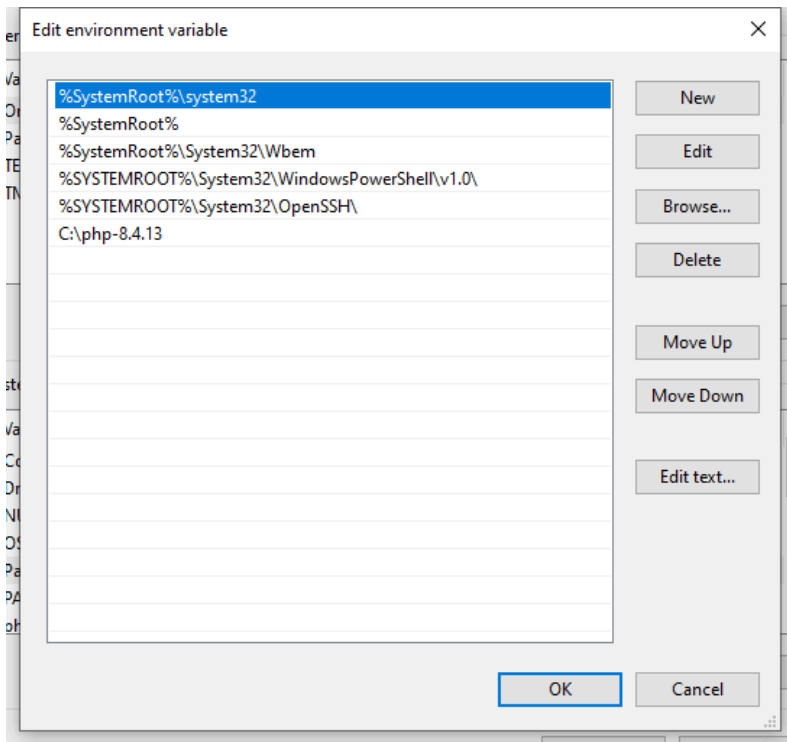 Edit environment variable
%SystemRoot%\system32
%SystemRoot%
%SystemRoot%\System32\Wbem
%SYSTEMROOT%\System32\WindowsPowerShell\v1.0\
%SYSTEMROOT%\System32\OpenSSH\
C:\php-8.4.13
New
Edit
Browse...
Delete
Move Up
Move Down
Edit text...
OK
Cancel